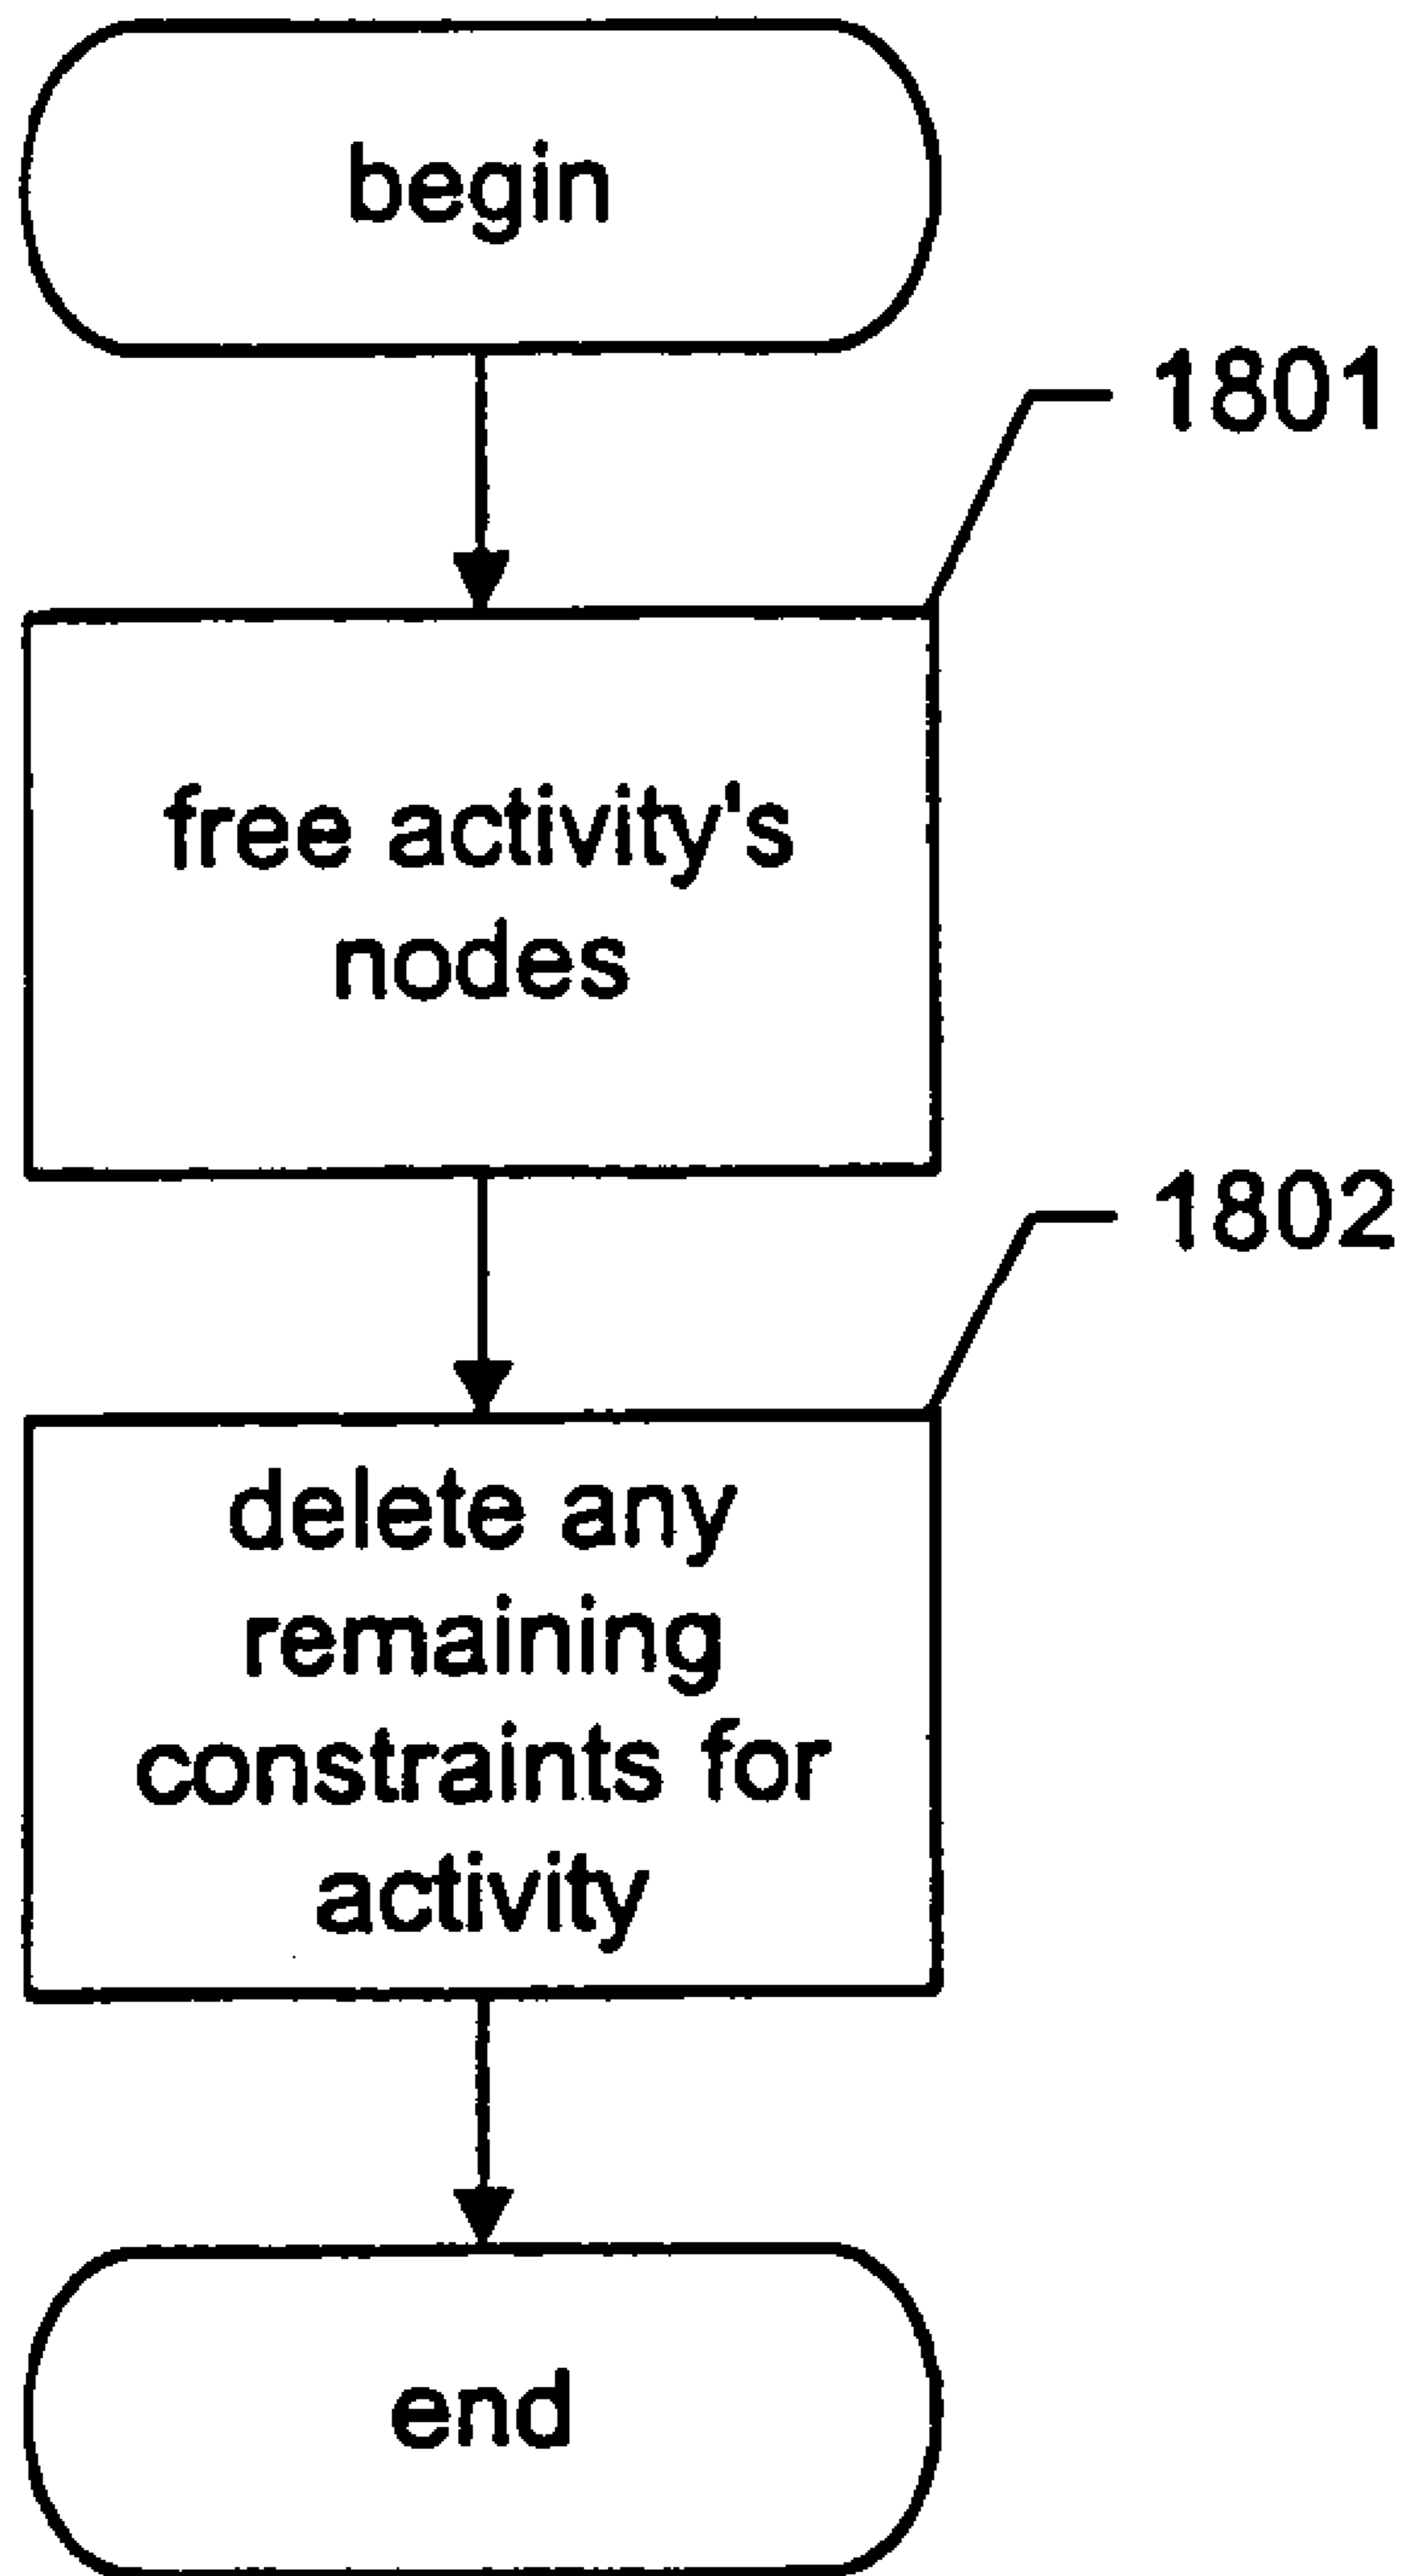 begin
1801
free activity's
nodes
1802
delete any
remaining
constraints for
activity
end